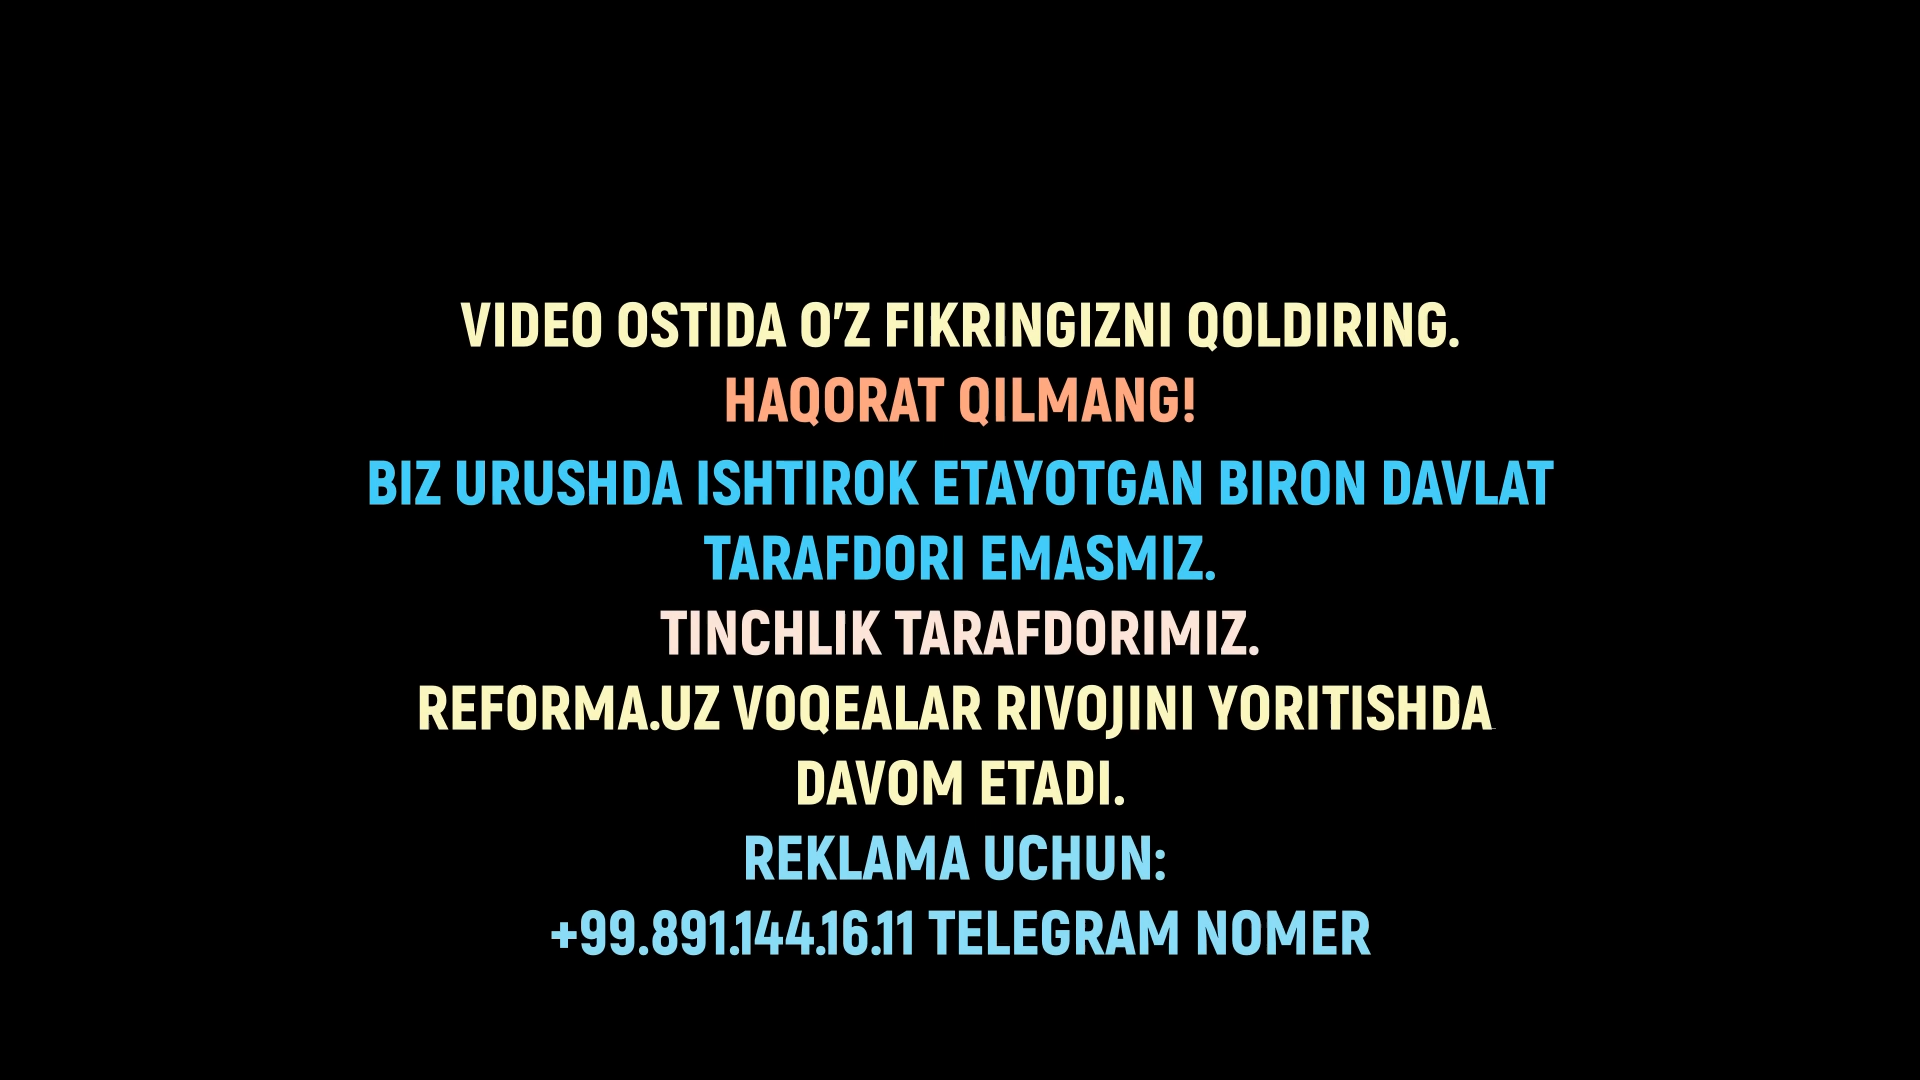 VIDEO OSTIDA O'Z FIKRINGIZNI QOLDIRING.
HAQORAT QILMANG!
BIZ URUSHDA ISHTIROK ETAYOTGAN BIRON DAVLAT
TARAFDORI EMASMIZ.
TINCHLIK TARAFDORIMIZ.
REFORMA.UZ VOQEALAR RIVOJINI YORITISHDA
DAVOM ETADI.
REKLAMA UCHUN:
+99.891.144.16.11 TELEGRAM NOMER